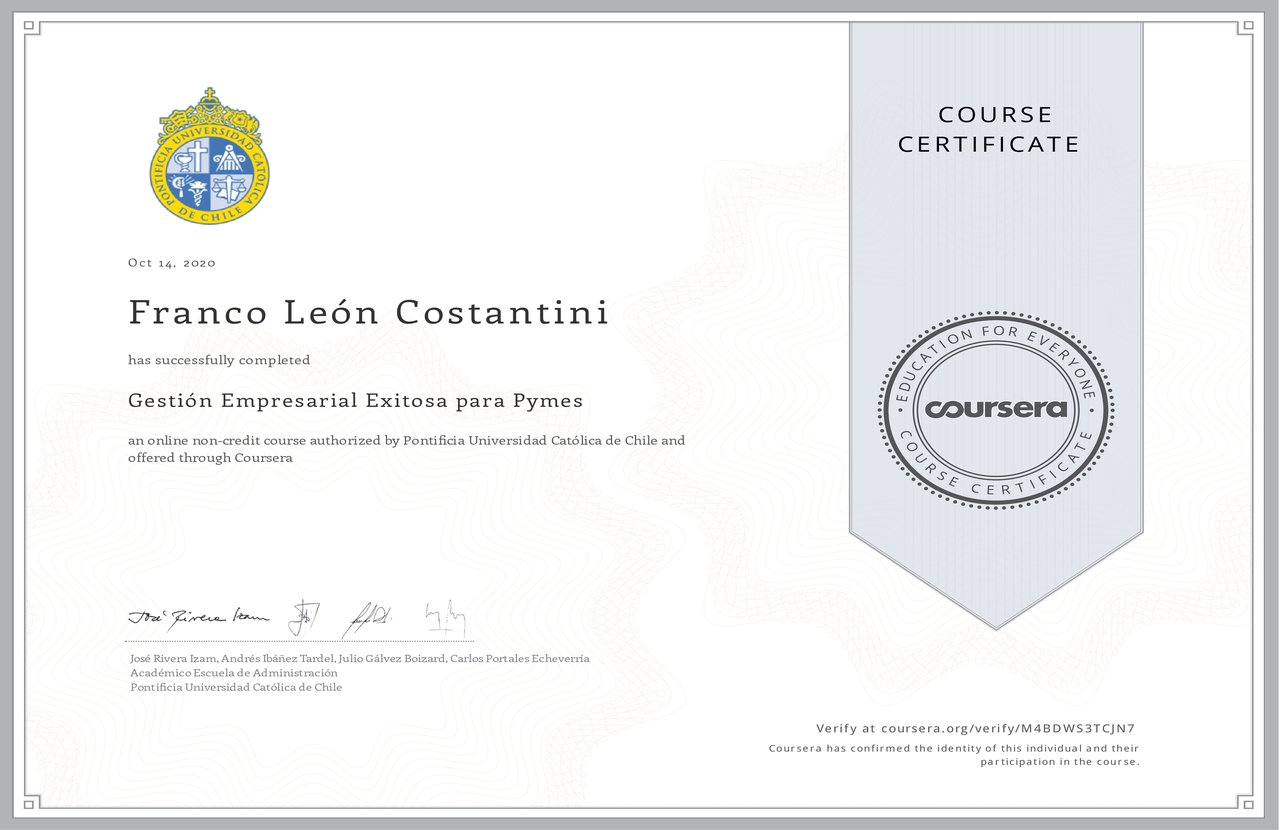 PONTIFICIA UNIVERSIDAD CATOLICA
DE CHILE
Oct 14, 2020
Franco León Costantini
has successfully completed
Gestión Empresarial Exitosa para Pymes
an online non-credit course authorized by Pontificia Universidad Católica de Chile and
offered through Coursera
José Rivera Izam
José Rivera Izam, Andrés Ibáñez Tardel, Julio Gálvez Boizard, Carlos Portales Echeverría
Académico Escuela de Administración
Pontificia Universidad Católica de Chile
COURSE
CERTIFICATE
EDUCATION FOR EVERYONE
coursera
COURSE CERTIFICATE
Verify at coursera.org/verify/M4BDWS3TCJN7
Coursera has confirmed the identity of this individual and their
participation in the course.